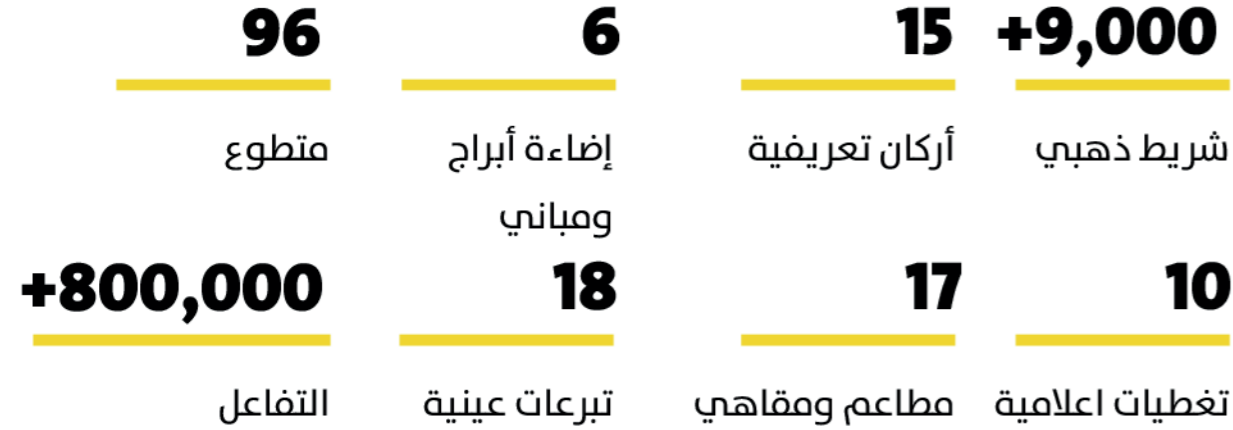 +9,000
شريط ذهبي
15
أركان تعريفية
6
إضاءة أبراج
ومباني
96
متطوع
10
تغطيات اعلامية
17
مطاعم ومقاهي
18
تبرعات عينية
+800,000
التفاعل